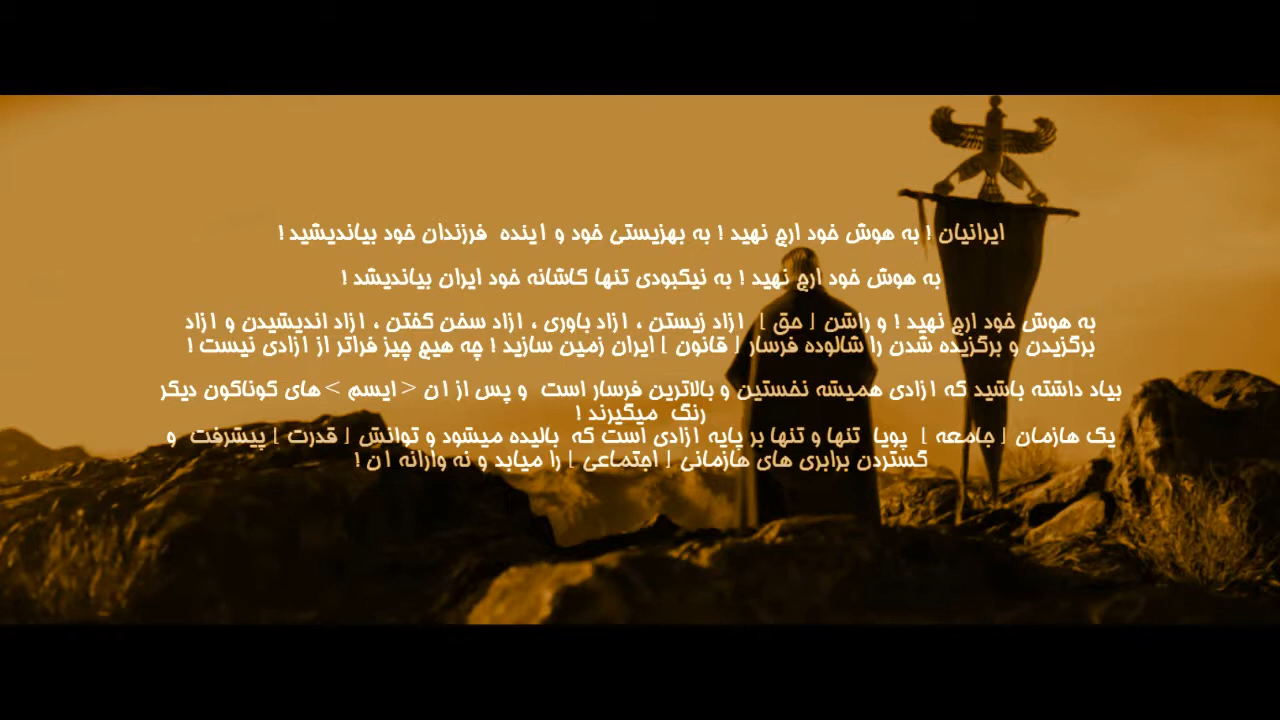 ایرانیان ! به هوش خود ارج نهید ! به بهزیستی خود و اینده فرزندان خود بیاندیشید !
به هوش خود ارج نهید ! به نیکبودی تنها کاشانه خود ایران بیاندیشد !
به هوش خود ارج نهید ! و راشن [ حق ] ازاد زیستن ، ازاد باوری ، ازاد سخن کفتن ، ازاد اندیشیدن و ازاد
برگزیدن و برگزیده شدن را شالوده فرسار [ قانون ] ایران زمین سازید ! چه هیچ چیز فراتر از ازادی نیست !
بیاد داشته باشید که ازادی همیشه نخستین و بالاترین فرسار است و پس از ان < ایسم > های کوناکون دیکر
رنگ میگیرند !
یک هازمان [ جامعه ] پویا تنها و تنها بر پایه ازادی است که بالیده میشود و توانش [ قدرت ] پیشرفت و
گستردن برابری های هازمانی [ اجتماعی ] را میابد و نه وارانه ان !